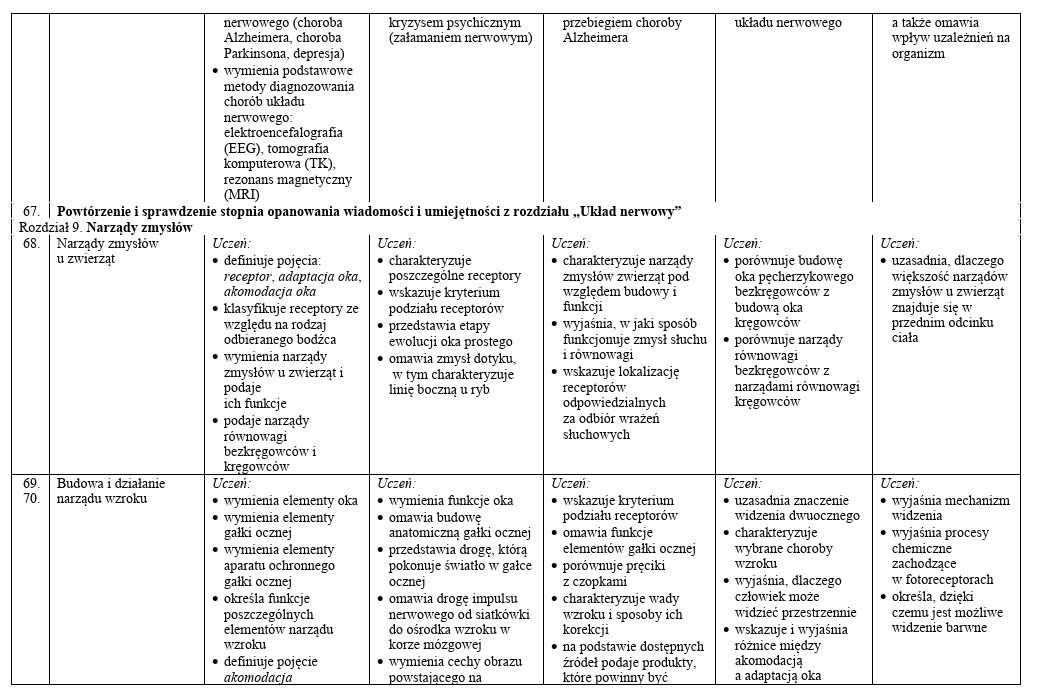 nerwowego (choroba
Alzheimera, choroba
Parkinsona, depresja)
• wymienia podstawowe
metody diagnozowania
chorób układu
nerwowego:
elektroencefalografia
(EEG), tomografia
komputerowa (TK),
rezonans magnetyczny
(MRI)
kryzysem psychicznym
(załamaniem nerwowym)
przebiegiem choroby
Alzheimera
układu nerwowego
a także omawia
wpływ uzależnień na
organizm
67. Powtórzenie i sprawdzenie stopnia opanowania wiadomości i umiejętności z rozdziału „Układ nerwowy”
Rozdział 9. Narządy zmysłów
68.
Narządy zmysłów
u zwierząt
Uczeń:
• definiuje pojęcia:
receptor, adaptacja oka,
akomodacja oka
• klasyfikuje receptory ze
względu na rodzaj
odbieranego bodźca
• wymienia narządy
zmysłów u zwierząt i
podaje
ich funkcje
• podaje narządy
równowagi
bezkręgowców i
kręgowców
Uczeń:
• charakteryzuje
poszczególne receptory
• wskazuje kryterium
podziału receptorów
• przedstawia etapy
ewolucji oka prostego
• omawia zmysł dotyku,
w tym charakteryzuje
linię boczną u ryb
Uczeń:
• charakteryzuje narządy
zmysłów zwierząt pod
względem budowy i
funkcji
• wyjaśnia, w jaki sposób
funkcjonuje zmysł słuchu
i równowagi
• wskazuje lokalizację
receptorów
odpowiedzialnych
za odbiór wrażeń
słuchowych
Uczeń:
• porównuje budowę
oka pęcherzykowego
bezkręgowców z
budową oka
kręgowców
• porównuje narządy
równowagi
bezkręgowców z
narządami równowagi
kręgowców
Uczeń:
• uzasadnia, dlaczego
większość narządów
zmysłów u zwierząt
znajduje się w
przednim odcinku
ciała
69.
70.
Budowa i działanie
narządu wzroku
Uczeń:
• wymienia elementy oka
• wymienia elementy
gałki ocznej
• wymienia elementy
aparatu ochronnego
gałki ocznej
• określa funkcje
poszczególnych
elementów narządu
wzroku
• definiuje pojęcie
akomodacja
Uczeń:
• wymienia funkcje oka
• omawia budowę
anatomiczną gałki ocznej
• przedstawia drogę, którą
pokonuje światło w gałce
ocznej
• omawia drogę impulsu
nerwowego od siatkówki
do ośrodka wzroku w
korze mózgowej
• wymienia cechy obrazu
powstającego na
Uczeń:
• wskazuje kryterium
podziału receptorów
• omawia funkcje
elementów gałki ocznej
• porównuje pręciki
z czopkami
• charakteryzuje wady
wzroku i sposoby ich
korekcji
• na podstawie dostępnych
źródeł podaje produkty,
które powinny być
Uczeń:
• uzasadnia znaczenie
widzenia dwuocznego
• charakteryzuje
wybrane choroby
wzroku
• wyjaśnia, dlaczego
człowiek może
widzieć przestrzennie
• wskazuje i wyjaśnia
różnice między
akomodacją
a adaptacją oka
Uczeń:
• wyjaśnia mechanizm
widzenia
• wyjaśnia procesy
chemiczne
zachodzące
w fotoreceptorach
• określa, dzięki
czemu jest możliwe
widzenie barwne